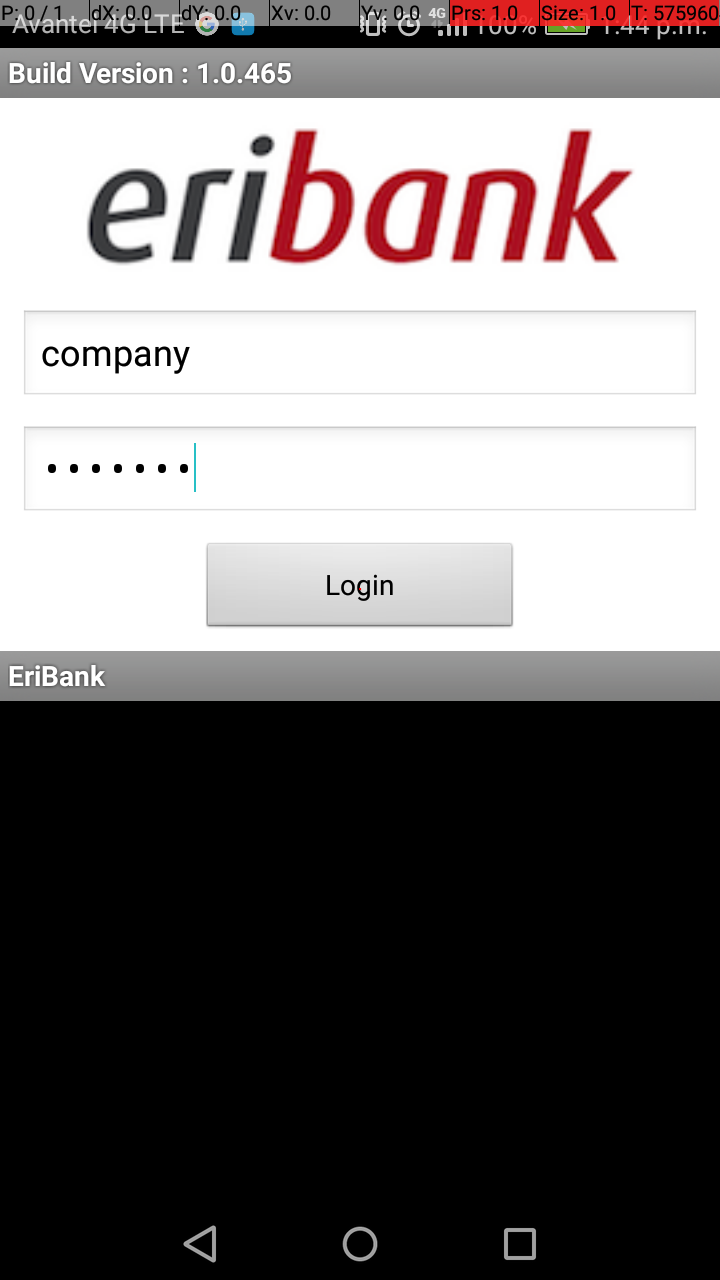 P: 0 / 1 dX: 0.0 dY: 0.0 Xv: 0.0 Yv: 0.0 Prs: 1.0 Size: 1.0 T: 575960
Avantel 4G LTE 4G 100% 1:44 p.m.
Build Version : 1.0.465
eribank
company
•••••••
Login
EriBank